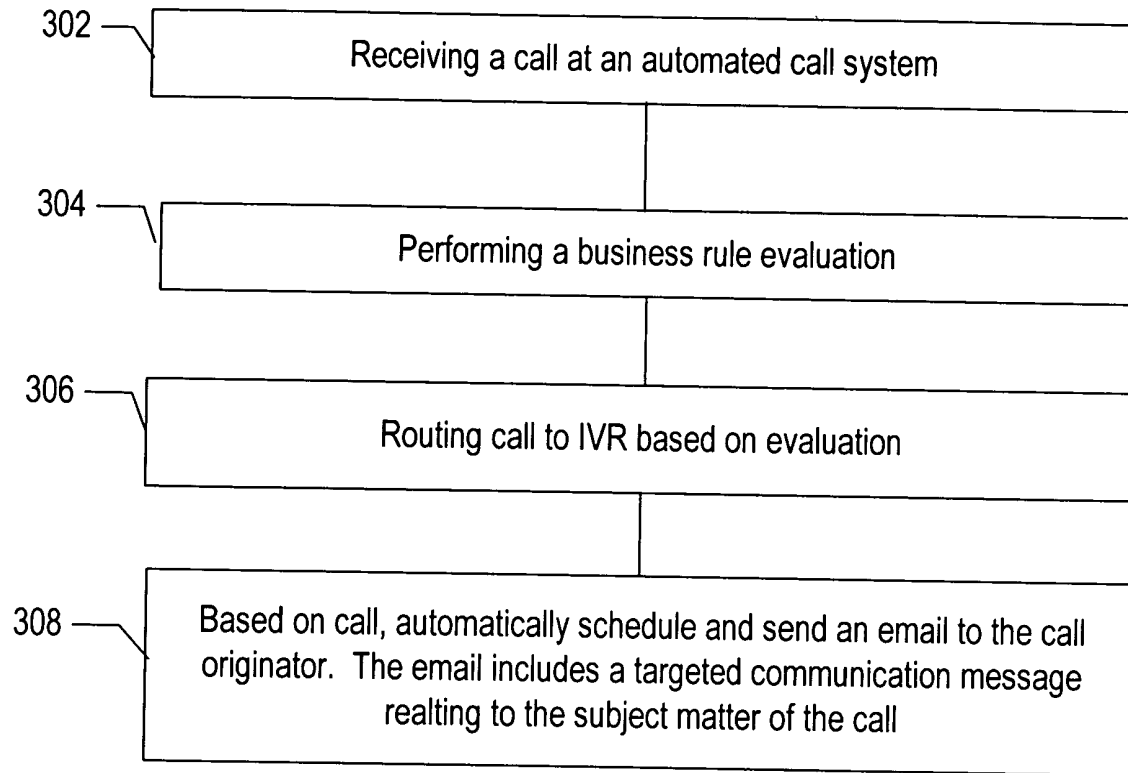 302
Receiving a call at an automated call system
304
Performing a business rule evaluation
306
Routing call to IVR based on evaluation
308
Based on call, automatically schedule and send an email to the call
originator. The email includes a targeted communication message
realting to the subject matter of the call